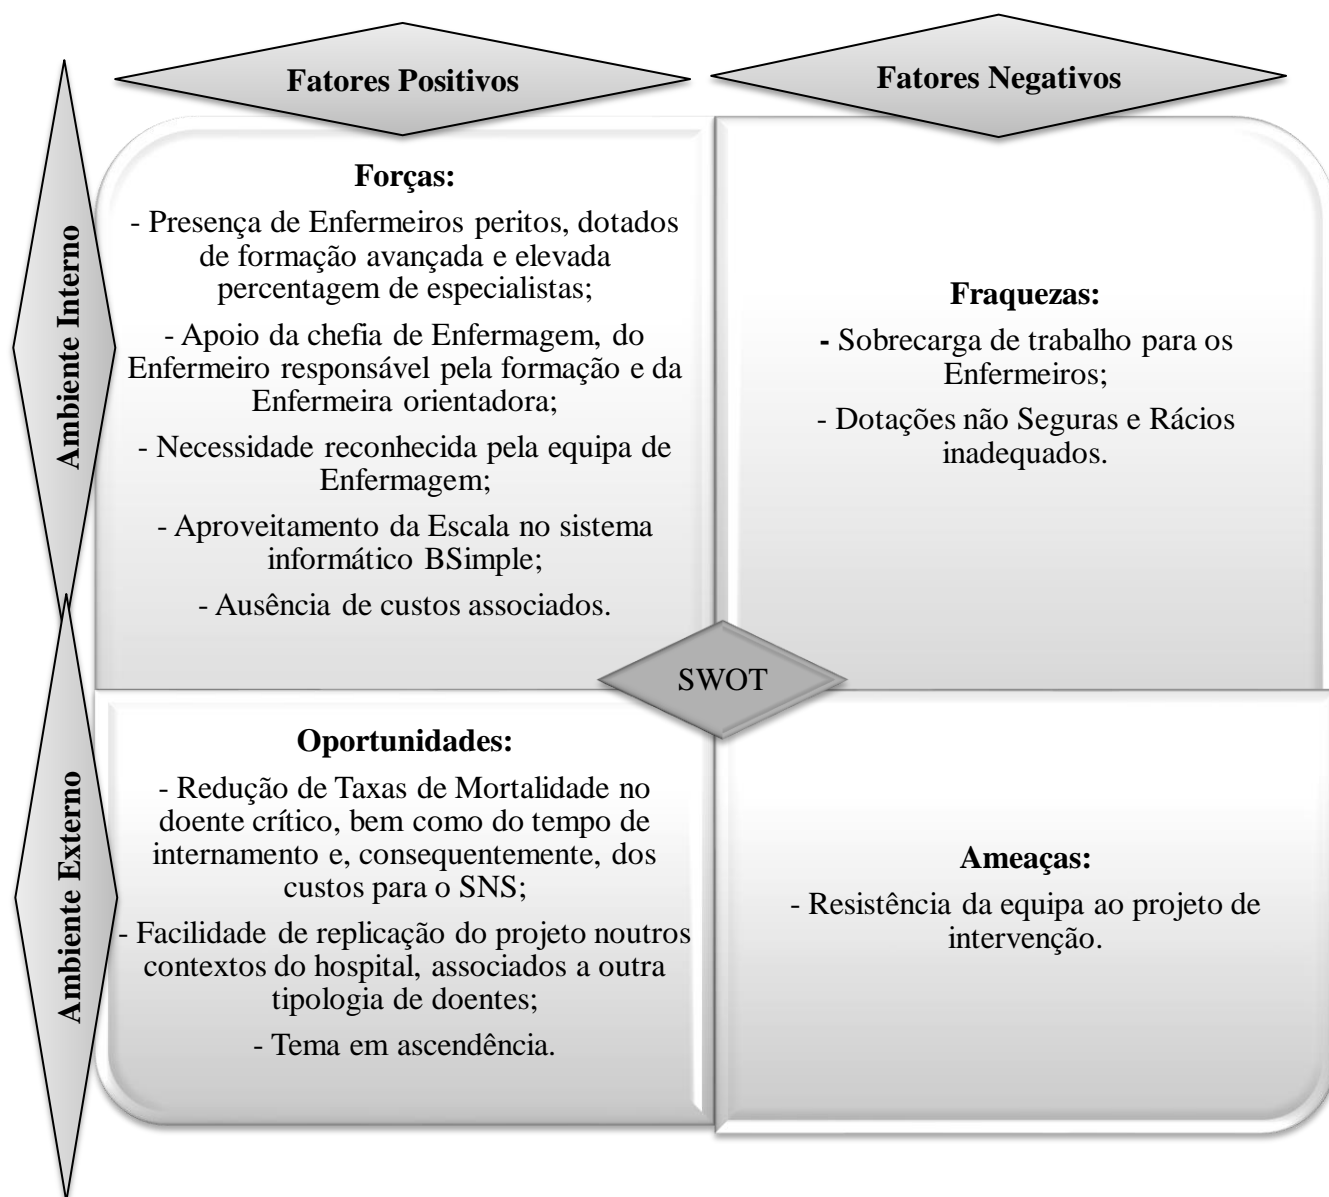 Fatores Positivos
Fatores Negativos
Ambiente Interno
Forças:
- Presença de Enfermeiros peritos, dotados
de formação avançada e elevada
percentagem de especialistas;
- Apoio da chefia de Enfermagem, do
Enfermeiro responsável pela formação e da
Enfermeira orientadora;
- Necessidade reconhecida pela equipa de
Enfermagem;
- Aproveitamento da Escala no sistema
informático BSimple;
- Ausência de custos associados.
Fraquezas:
- Sobrecarga de trabalho para os
Enfermeiros;
- Dotações não Seguras e Rácios
inadequados.
SWOT
Ambiente Externo
Oportunidades:
- Redução de Taxas de Mortalidade no
doente crítico, bem como do tempo de
internamento e, consequentemente, dos
custos para o SNS;
- Facilidade de replicação do projeto noutros
contextos do hospital, associados a outra
tipologia de doentes;
- Tema em ascendência.
Ameaças:
- Resistência da equipa ao projeto de
intervenção.